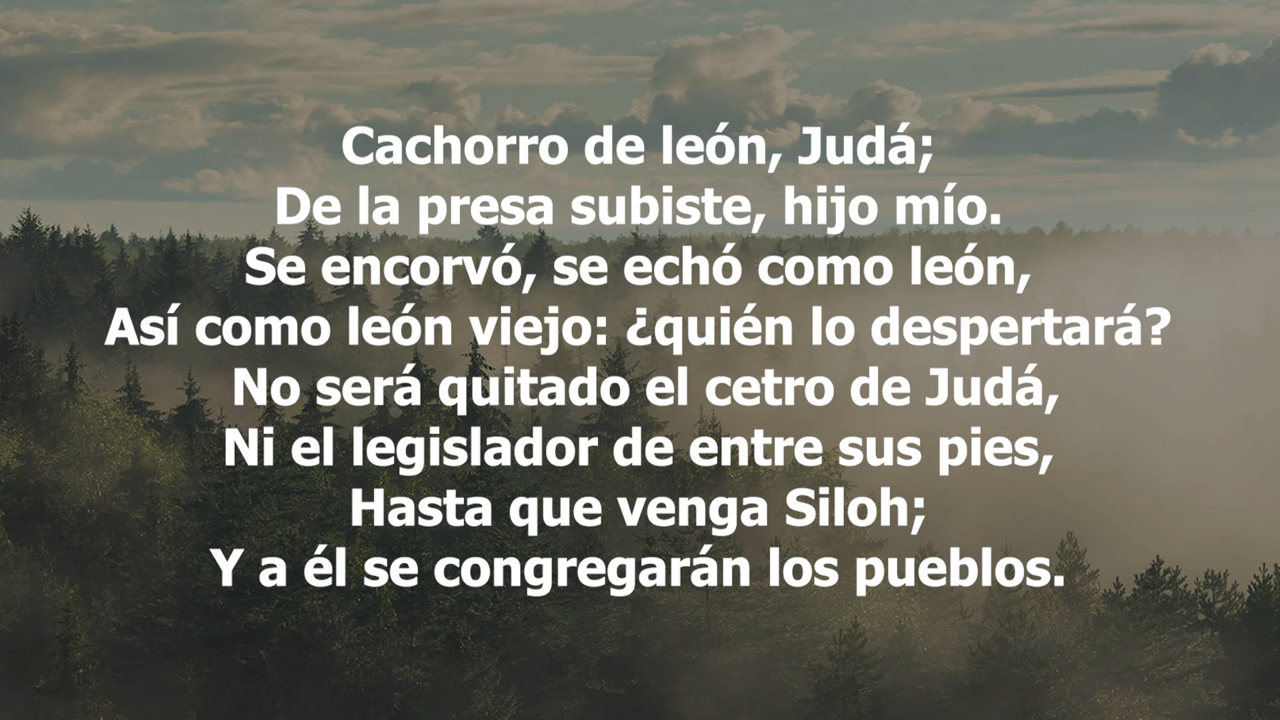 Cachorro de león, Judá;
De la presa subiste, hijo mío.
Se encorvó, se echó como león,
Así como león viejo: ¿quién lo despertará?
No será quitado el cetro de Judá,
Ni el legislador de entre sus pies,
Hasta que venga Siloh;
Y a él se congregarán los pueblos.